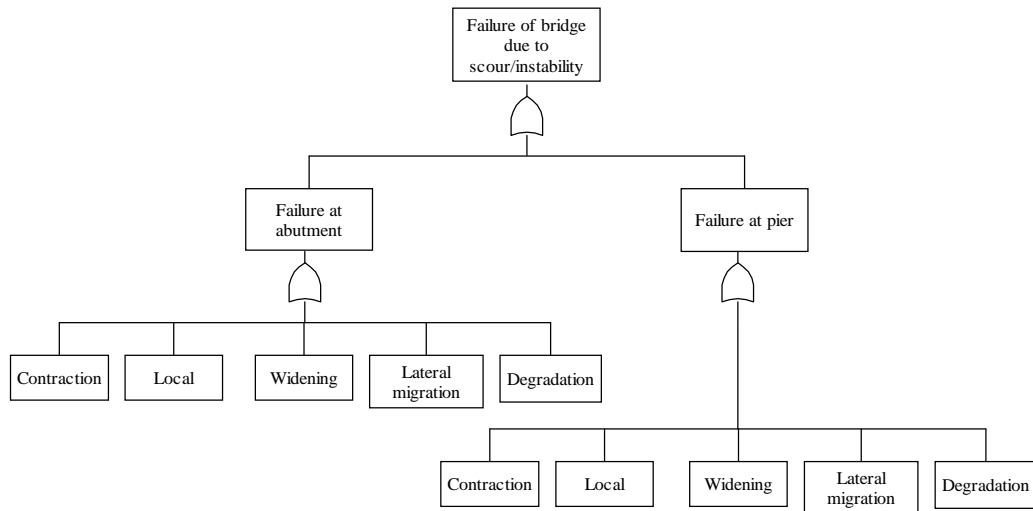 Failure of bridge
due to
scour/instability
Failure at
abutment
Failure at pier
Contraction
Local
Widening
Lateral
migration
Degradation
Contraction
Local
Widening
Lateral
migration
Degradation